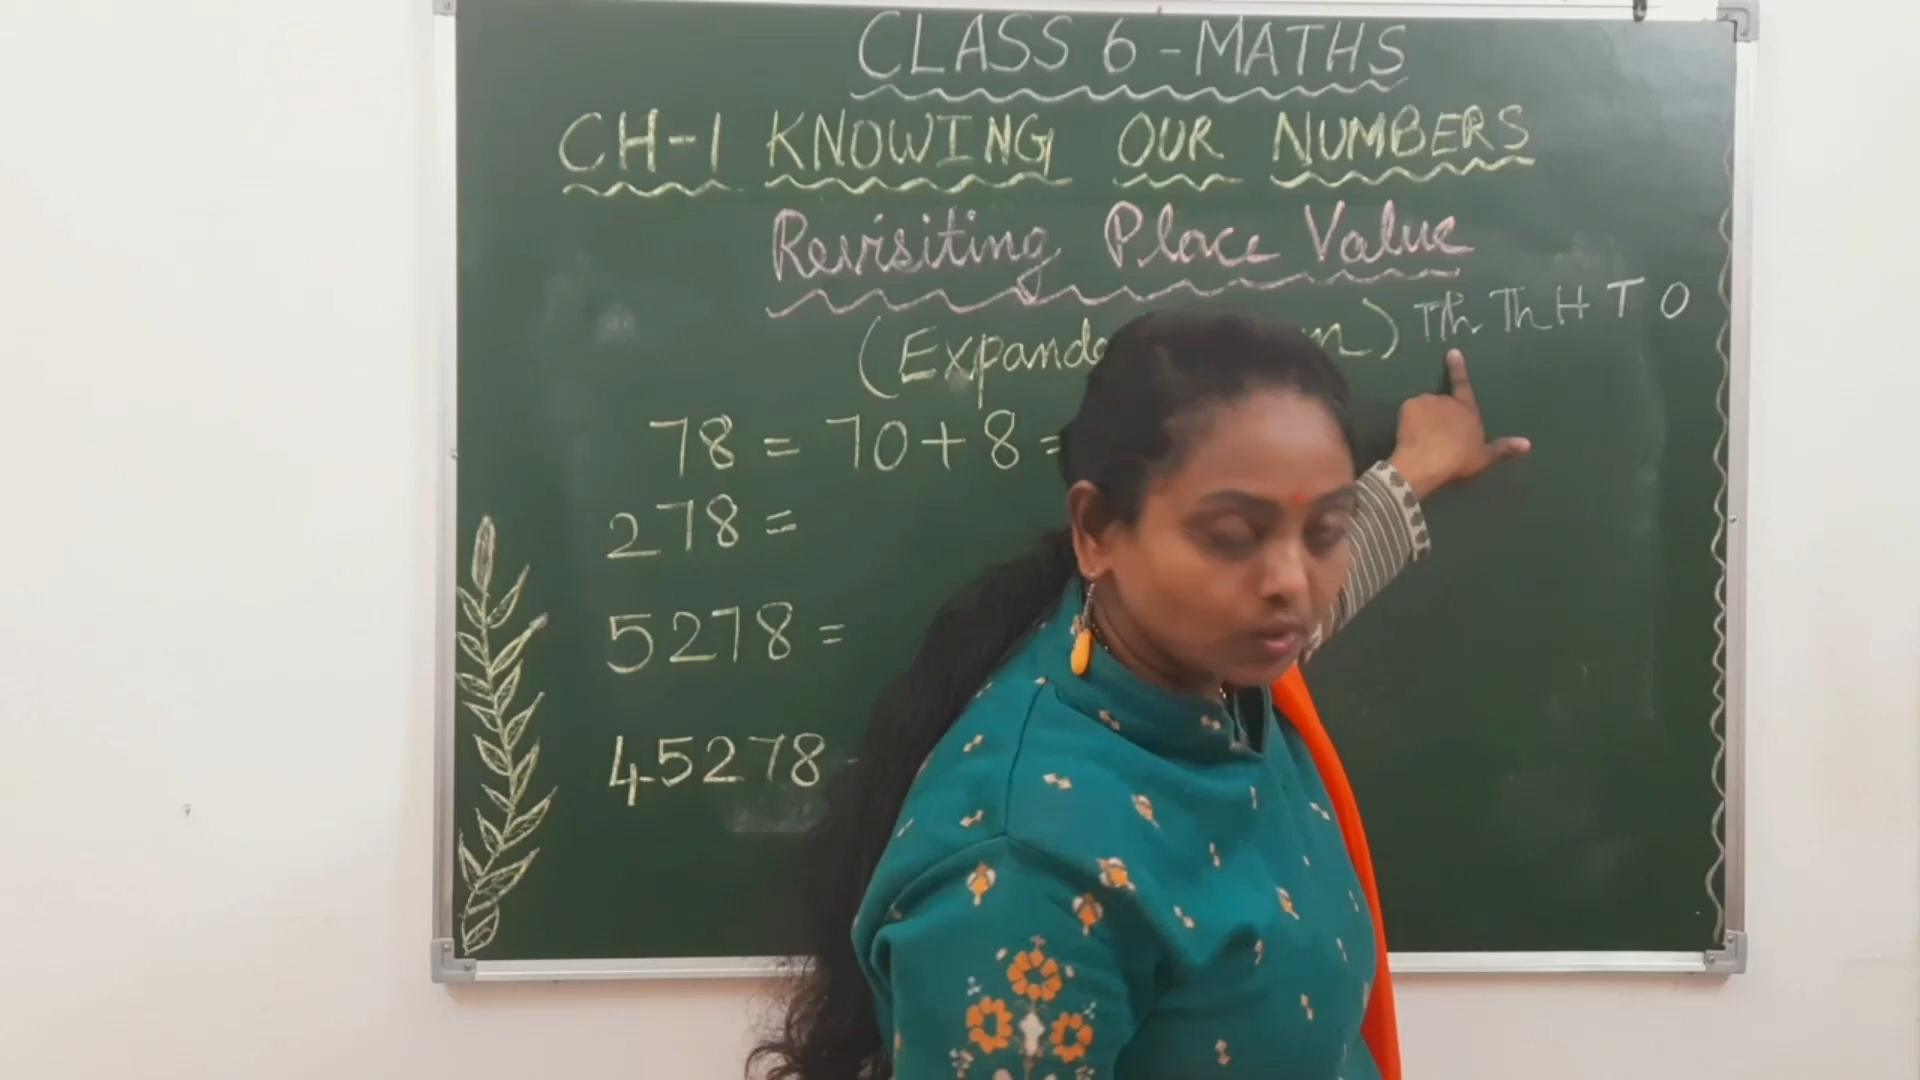 CLASS 6 - MATHS
CH-1 KNOWING OUR NUMBERS
Revisiting Place Value
(Expande m) TTh Th H T O
78 = 70 + 8 =
278 =
5278 =
45278